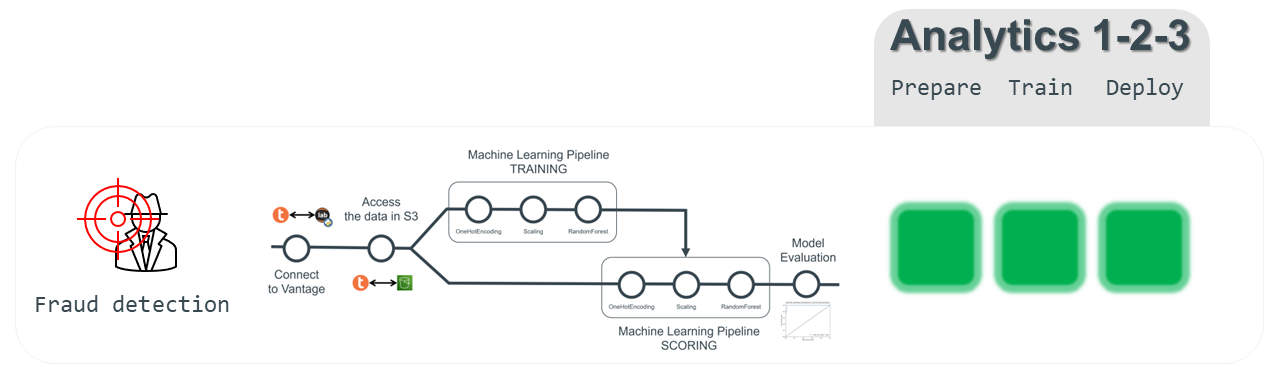 Analytics 1-2-3
Prepare Train Deploy
Fraud detection
Connect
to Vantage
t
lab
Access
the data in S3
t
Machine Learning Pipeline
TRAINING
OneHotEncoding Scaling RandomForest
OneHotEncoding Scaling RandomForest
Machine Learning Pipeline
SCORING
Model
Evaluation